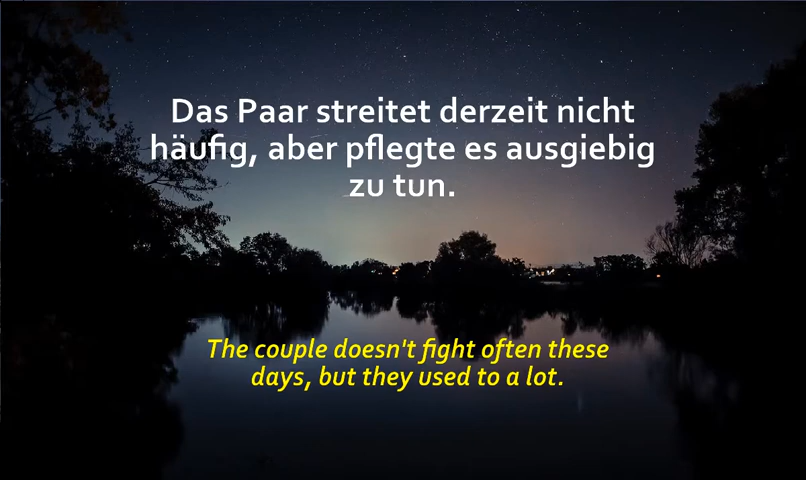 Das Paar streitet derzeit nicht
häufig, aber pflegte es ausgiebig
zu tun.
The couple doesn't fight often these
days, but they used to a lot.